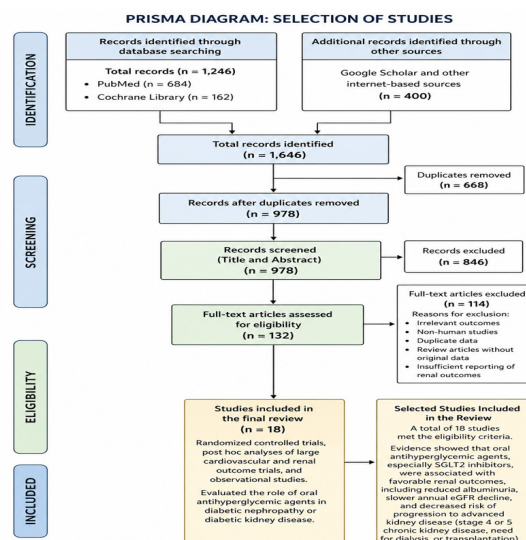 PRISMA DIAGRAM: SELECTION OF STUDIES
IDENTIFICATION
Records identified through
database searching
Total records (n = 1,246)
• PubMed (n = 684)
• Cochrane Library (n = 162)
Additional records identified through
other sources
Google Scholar and other
internet-based sources
(n = 400)
Total records identified
(n = 1,646)
Duplicates removed
(n = 668)
SCREENING
Records after duplicates removed
(n = 978)
Records screened
(Title and Abstract)
(n = 978)
Records excluded
(n = 846)
Full-text articles assessed
for eligibility
(n = 132)
Full-text articles excluded
(n = 114)
Reasons for exclusion:
• Irrelevant outcomes
• Non-human studies
• Duplicate data
• Review articles without
original data
• Insufficient reporting of
renal outcomes
ELIGIBILITY
INCLUDED
Studies included in
the final review
(n = 18)
Randomized controlled trials,
post hoc analyses of large
cardiovascular and renal
outcome trials, and
observational studies.
Evaluated the role of oral
antihyperglycemic agents in
diabetic nephropathy or
diabetic kidney disease.
Selected Studies Included
in the Review
A total of 18 studies
met the eligibility criteria.
Evidence showed that oral
antihyperglycemic agents,
especially SGLT2 inhibitors,
were associated with
favorable renal outcomes,
including reduced albuminuria,
slower annual eGFR decline,
and decreased risk of
progression to advanced
kidney disease (stage 4 or 5
chronic kidney disease, need
for dialysis, or transplantation)